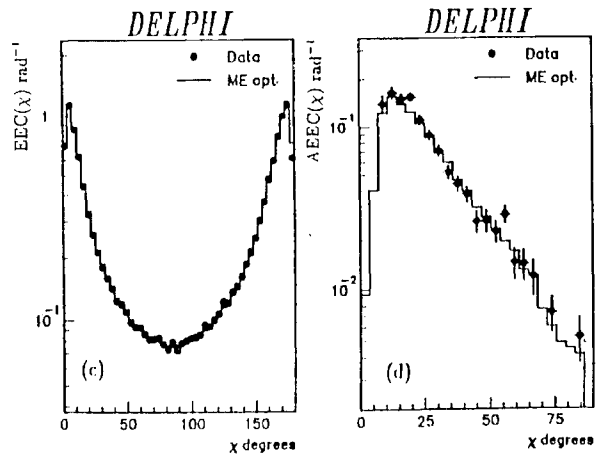 DELPHI
EEC(χ) rad⁻¹
Data
ME opt.
1
10⁻¹
(c)
0
50
100
150
χ degrees
DELPHI
AEEC(χ) rad⁻¹
Data
ME opt.
10⁻¹
10⁻²
(d)
0
25
50
75
χ degrees